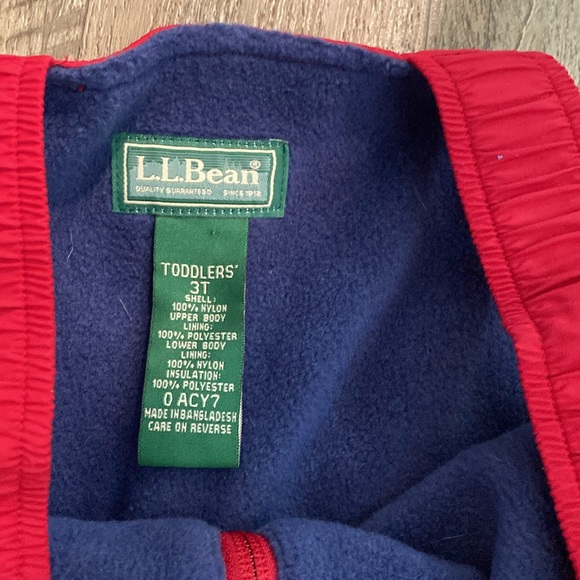 L.L.Bean®
QUALITY GUARANTEED SINCE 1912
TODDLERS'
3T
SHELL:
100% NYLON
UPPER BODY
LINING:
100% POLYESTER
LOWER BODY
LINING:
100% NYLON
INSULATION:
100% POLYESTER
0 ACY7
MADE IN BANGLADESH
CARE ON REVERSE